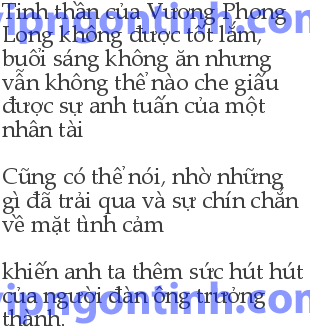 Tinh thần của Vương Phong
Long không được tốt lắm,
buổi sáng không ăn nhưng
vẫn không thể nào che giấu
được sự anh tuấn của một
nhân tài
Cũng có thể nói, nhờ những
gì đã trải qua và sự chín chắn
về mặt tình cảm
khiến anh ta thêm sức hút hút
của người đàn ông trưởng
thành.